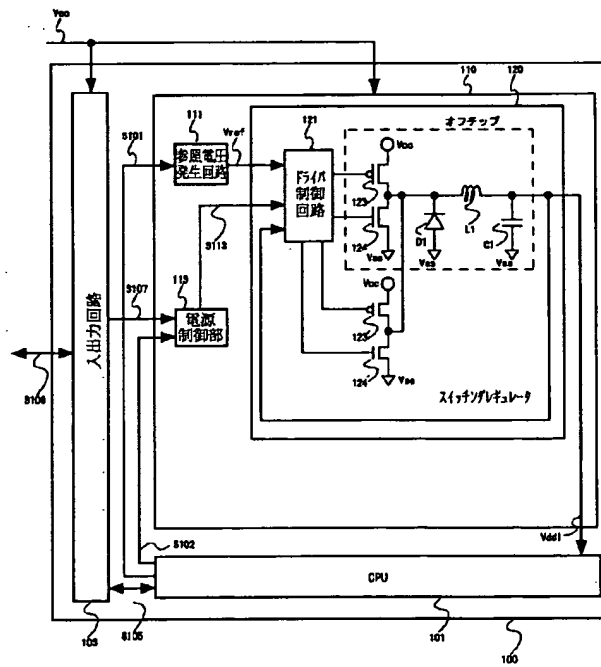 Vcc
110
120
オフチップ
S101
111
参照電圧
発生回路
Vref
121
ドライバ
制御
回路
Vcc
123
124
Vss
D1
Vss
L1
C1
Vss
S113
S107
113
電源
制御部
Vcc
123'
124'
Vss
スイッチングレギュレータ
入出力回路
S106
S102
Vddi
CPU
103
S105
101
100